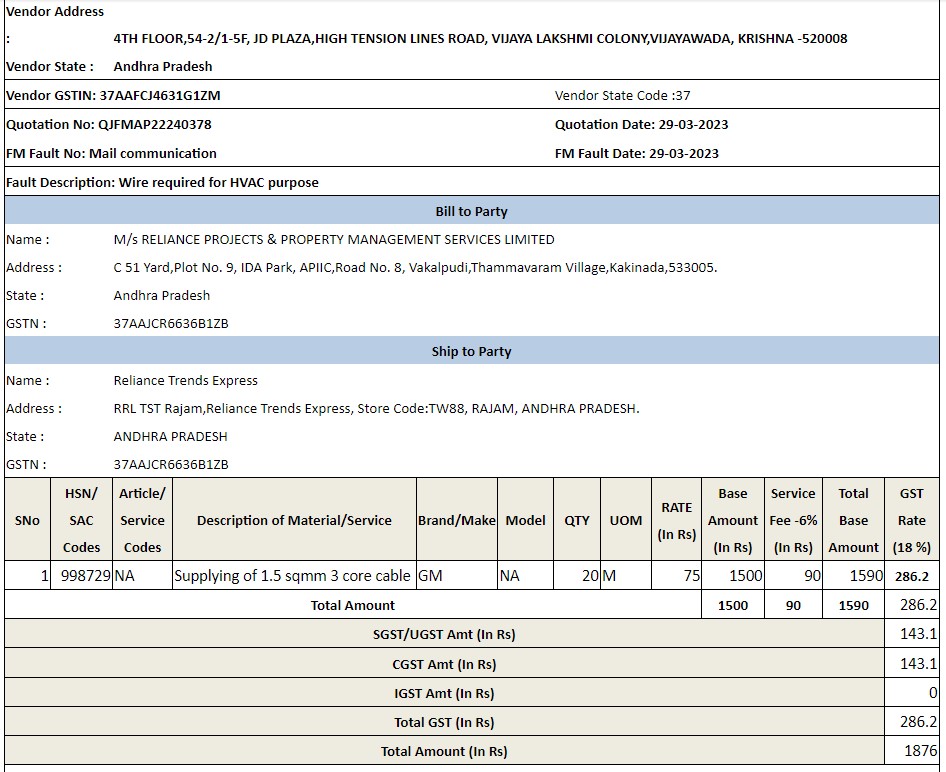 Vendor Address
: 4TH FLOOR,54-2/1-5F, JD PLAZA,HIGH TENSION LINES ROAD, VIJAYA LAKSHMI COLONY,VIJAYAWADA, KRISHNA -520008
Vendor State : Andhra Pradesh
Vendor GSTIN: 37AAFCJ4631G1ZM Vendor State Code :37
Quotation No: QJFMAP22240378 Quotation Date: 29-03-2023
FM Fault No: Mail communication FM Fault Date: 29-03-2023
Fault Description: Wire required for HVAC purpose
Bill to Party
Name : M/s RELIANCE PROJECTS & PROPERTY MANAGEMENT SERVICES LIMITED
Address : C 51 Yard,Plot No. 9, IDA Park, APIIC,Road No. 8, Vakalpudi,Thammavaram Village,Kakinada,533005.
State : Andhra Pradesh
GSTN : 37AAJCR6636B1ZB
Ship to Party
Name : Reliance Trends Express
Address : RRL TST Rajam,Reliance Trends Express, Store Code:TW88, RAJAM, ANDHRA PRADESH.
State : ANDHRA PRADESH
GSTN : 37AAJCR6636B1ZB
SNo HSN/ SAC Codes Article/ Service Codes Description of Material/Service Brand/Make Model QTY UOM RATE (In Rs) Base Amount (In Rs) Service Fee -6% (In Rs) Total Base Amount GST Rate (18 %)
1 998729 NA Supplying of 1.5 sqmm 3 core cable GM NA 20 M 75 1500 90 1590 286.2
Total Amount 1500 90 1590 286.2
SGST/UGST Amt (In Rs) 143.1
CGST Amt (In Rs) 143.1
IGST Amt (In Rs) 0
Total GST (In Rs) 286.2
Total Amount (In Rs) 1876